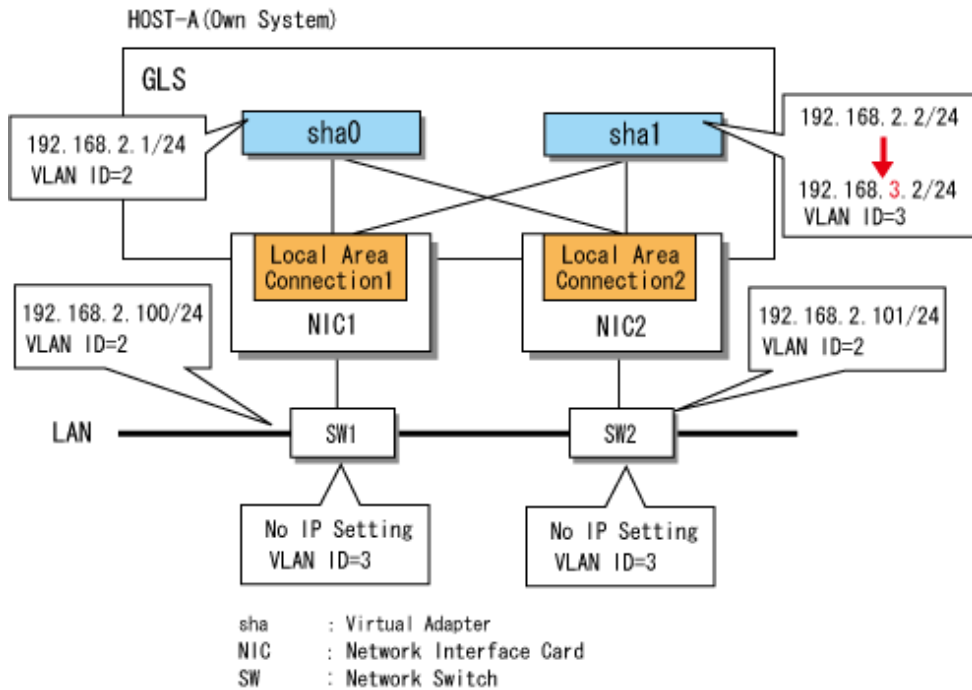 HOST-A(Own System)
GLS
sha0
sha1
192.168.2.1/24
VLAN ID=2
192.168.2.2/24
192.168.3.2/24
VLAN ID=3
Local Area
Connection1
Local Area
Connection2
NIC1
NIC2
192.168.2.100/24
VLAN ID=2
192.168.2.101/24
VLAN ID=2
LAN
SW1
SW2
No IP Setting
VLAN ID=3
No IP Setting
VLAN ID=3
sha : Virtual Adapter
NIC : Network Interface Card
SW : Network Switch